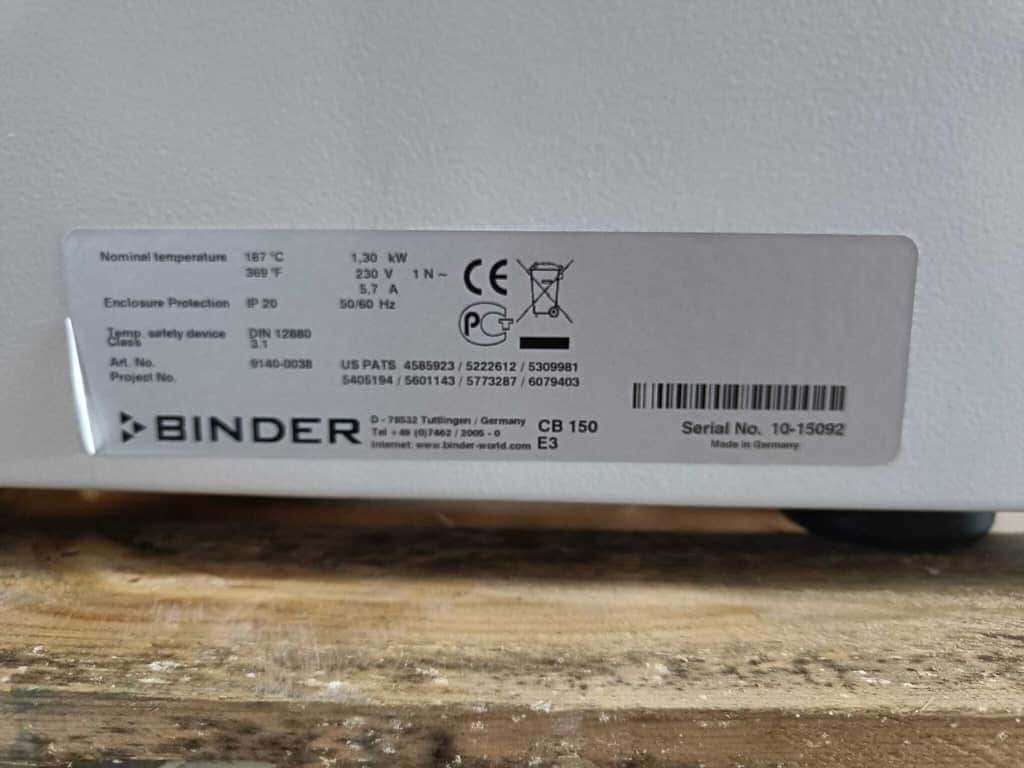 Nominal temperature 187 °C 1,30 kW
369 °F 230 V 1 N ~
5,7 A
Enclosure Protection IP 20 50/60 Hz
Temp. safety device DIN 12880
Class 3.1
Art. No. 9140-0038 US PATS 4585923 / 5222612 / 5309981
Project No. 5405194 / 5601143 / 5773287 / 6079403
CE
PCT
BINDER
D - 78532 Tuttlingen / Germany
Tel + 49 (0)7462 / 2005 - 0
Internet: www.binder-world.com
CB 150
E3
Serial No. 10-15092
Made in Germany